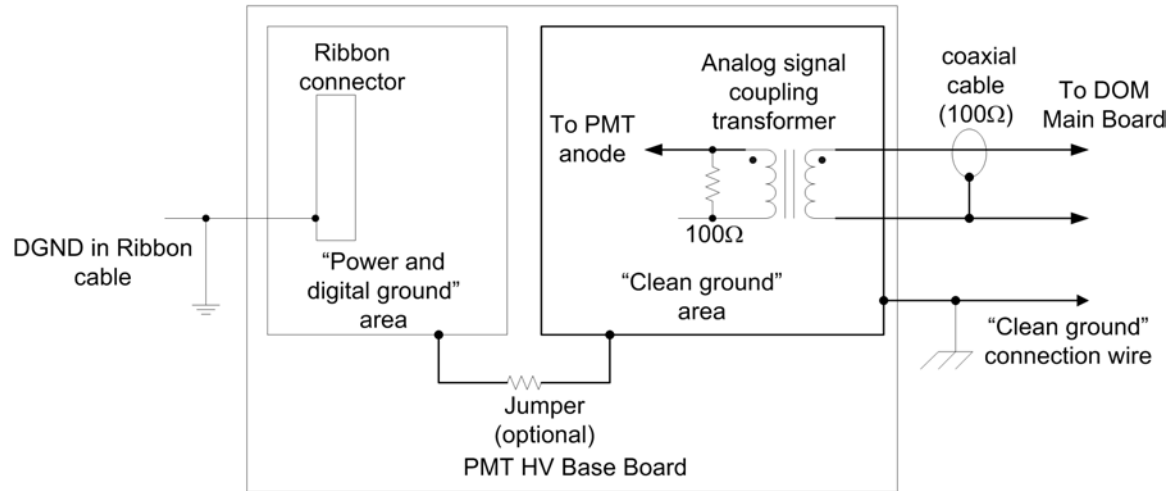 Ribbon
connector
Analog signal
coupling
transformer
coaxial
cable
(100Ω)
To DOM
Main Board
To PMT
anode
100Ω
DGND in Ribbon
cable
“Power and
digital ground”
area
“Clean ground”
area
“Clean ground”
connection wire
Jumper
(optional)
PMT HV Base Board